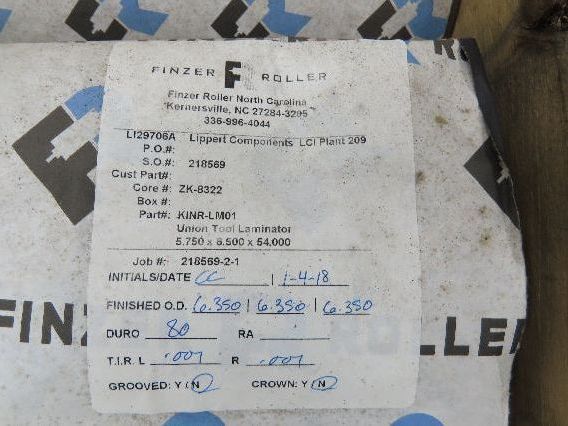 FINZER FR ROLLER
Finzer Roller North Carolina
Kernersville, NC 27284-3295
336-996-4044
LI29706A Lippert Components LCI Plant 209
P.O.#:
S.O.#: 218569
Cust Part#:
Core #: ZK-8322
Box #:
Part#: KINR-LM01
Union Tool Laminator
5.750 x 6.500 x 54.000
Job #: 218569-2-1
INITIALS/DATE CC | 1-4-18
FINISHED O.D. 6.350 | 6.350 | 6.350
DURO 80 RA
T.I.R. L .001 R .001
GROOVED: Y / N CROWN: Y / N
FIN LLER